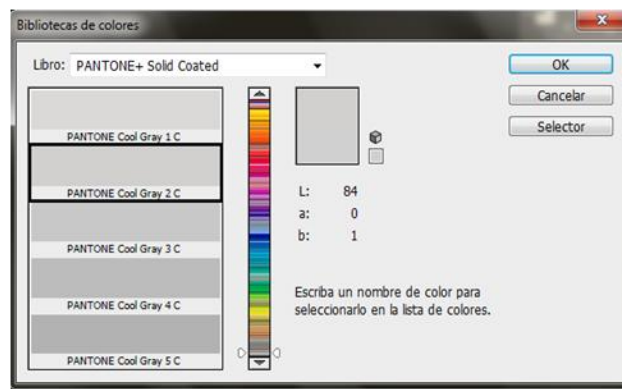 Bibliotecas de colores
Libro: PANTONE+ Solid Coated
OK
Cancelar
Selector
PANTONE Cool Gray 1 C
PANTONE Cool Gray 2 C
PANTONE Cool Gray 3 C
PANTONE Cool Gray 4 C
PANTONE Cool Gray 5 C
L: 84
a: 0
b: 1
Escriba un nombre de color para
seleccionarlo en la lista de colores.